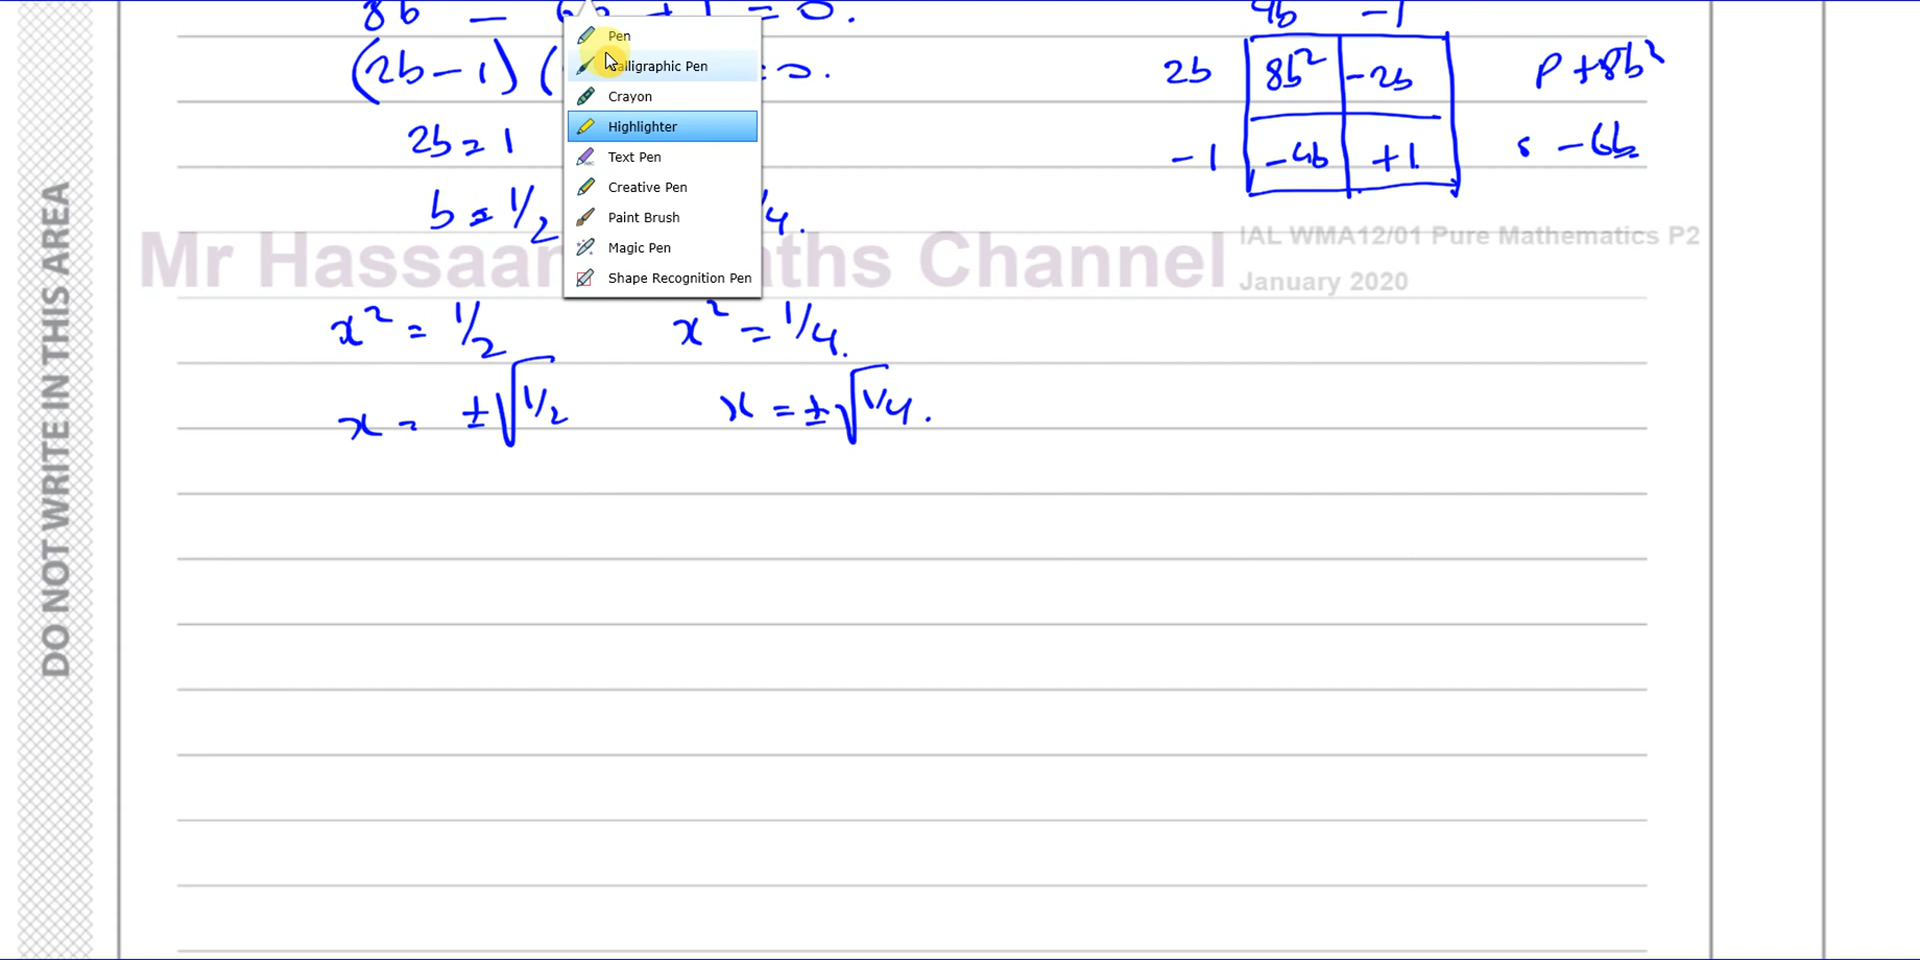 8b − 6b + 1 = 0.
4b −1
Pen
(2b−1) ( = 0.
2b 8b² −2b P +8b²
Calligraphic Pen
Crayon
Highlighter
2b = 1
−1 −4b +1 s −6b
Text Pen
Creative Pen
b = 1/2 /4.
Paint Brush
Magic Pen
Mr Hassaan Maths Channel
IAL WMA12/01 Pure Mathematics P2
January 2020
Shape Recognition Pen
x² = 1/2 x² = 1/4.
x = ±√1/2 x = ±√1/4.
DO NOT WRITE IN THIS AREA